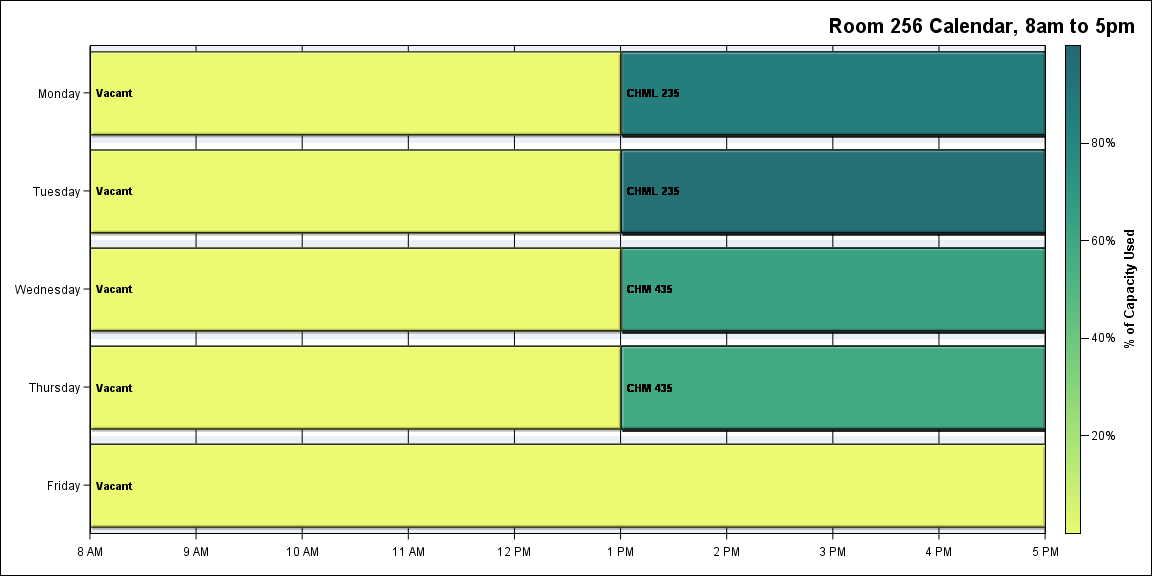 Room 256 Calendar, 8am to 5pm
Monday
Vacant
CHML 235
Tuesday
Vacant
CHML 235
Wednesday
Vacant
CHM 435
Thursday
Vacant
CHM 435
Friday
Vacant
8 AM
9 AM
10 AM
11 AM
12 PM
1 PM
2 PM
3 PM
4 PM
5 PM
80%
60%
40%
20%
% of Capacity Used